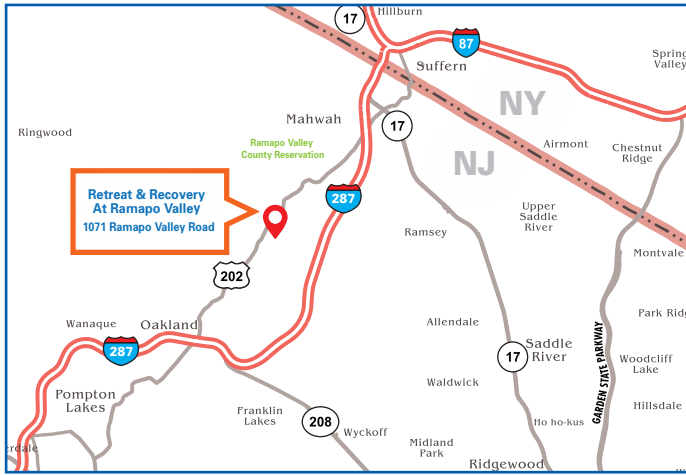 17
Hillburn
87
Suffern
Spring
Valley
NY
Mahwah
17
Ringwood
Ramapo Valley
County Reservation
Airmont
Chestnut
Ridge
NJ
Retreat & Recovery
At Ramapo Valley
1071 Ramapo Valley Road
287
Upper
Saddle
River
Ramsey
Montvale
202
Wanaque
Oakland
Allendale
Park Ridg
287
17
Saddle
River
GARDEN STATE PARKWAY
Woodcliff
Lake
Waldwick
Pompton
Lakes
Franklin
Lakes
208
Wyckoff
Ho ho-kus
Hillsdale
Midland
Park
erdale
Ridgewood